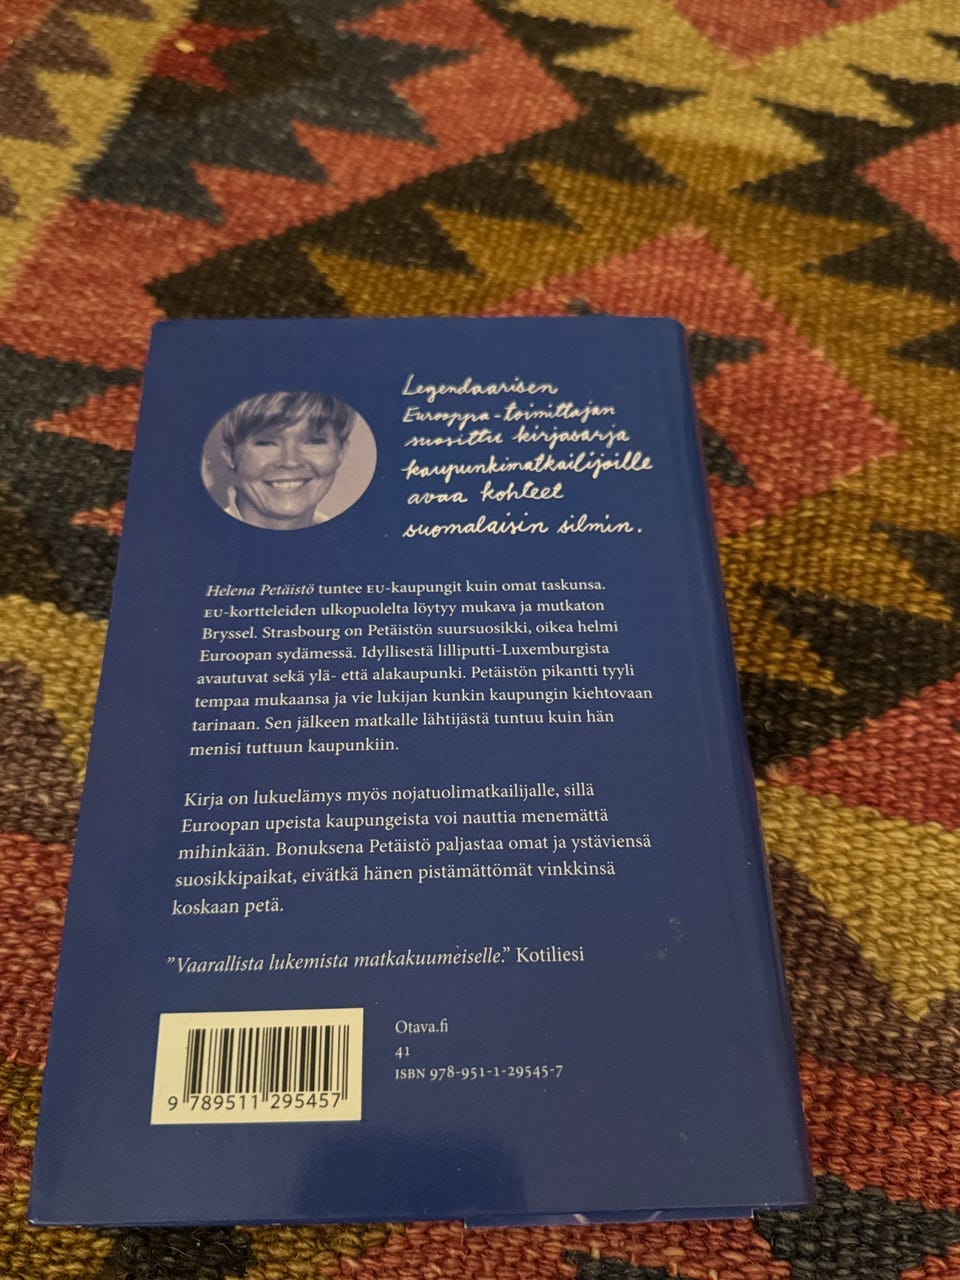 Legendaarisen
Eurooppa-toimittajan
suosittu kirjasarja
kaupunkimatkailijoille
avaa kohteet
suomalaisin silmin.
Helena Petäistö tuntee EU-kaupungit kuin omat taskunsa.
EU-kortteleiden ulkopuolelta löytyy mukava ja mutkaton
Bryssel. Strasbourg on Petäistön suursuosikki, oikea helmi
Euroopan sydämessä. Idyllisestä lilliputti-Luxemburgista
avautuvat sekä ylä- että alakaupunki. Petäistön pikantti tyyli
tempaa mukaansa ja vie lukijan kunkin kaupungin kiehtovaan
tarinaan. Sen jälkeen matkalle lähtijästä tuntuu kuin hän
menisi tuttuun kaupunkiin.
Kirja on lukuelämys myös nojatuolimatkailijalle, sillä
Euroopan upeista kaupungeista voi nauttia menemättä
mihinkään. Bonuksena Petäistö paljastaa omat ja ystäviensä
suosikkipaikat, eivätkä hänen pistämättömät vinkkinsä
koskaan petä.
"Vaarallista lukemista matkakuumeiselle." Kotiliesi
Otava.fi
41
ISBN 978-951-1-29545-7
9 789511 295457